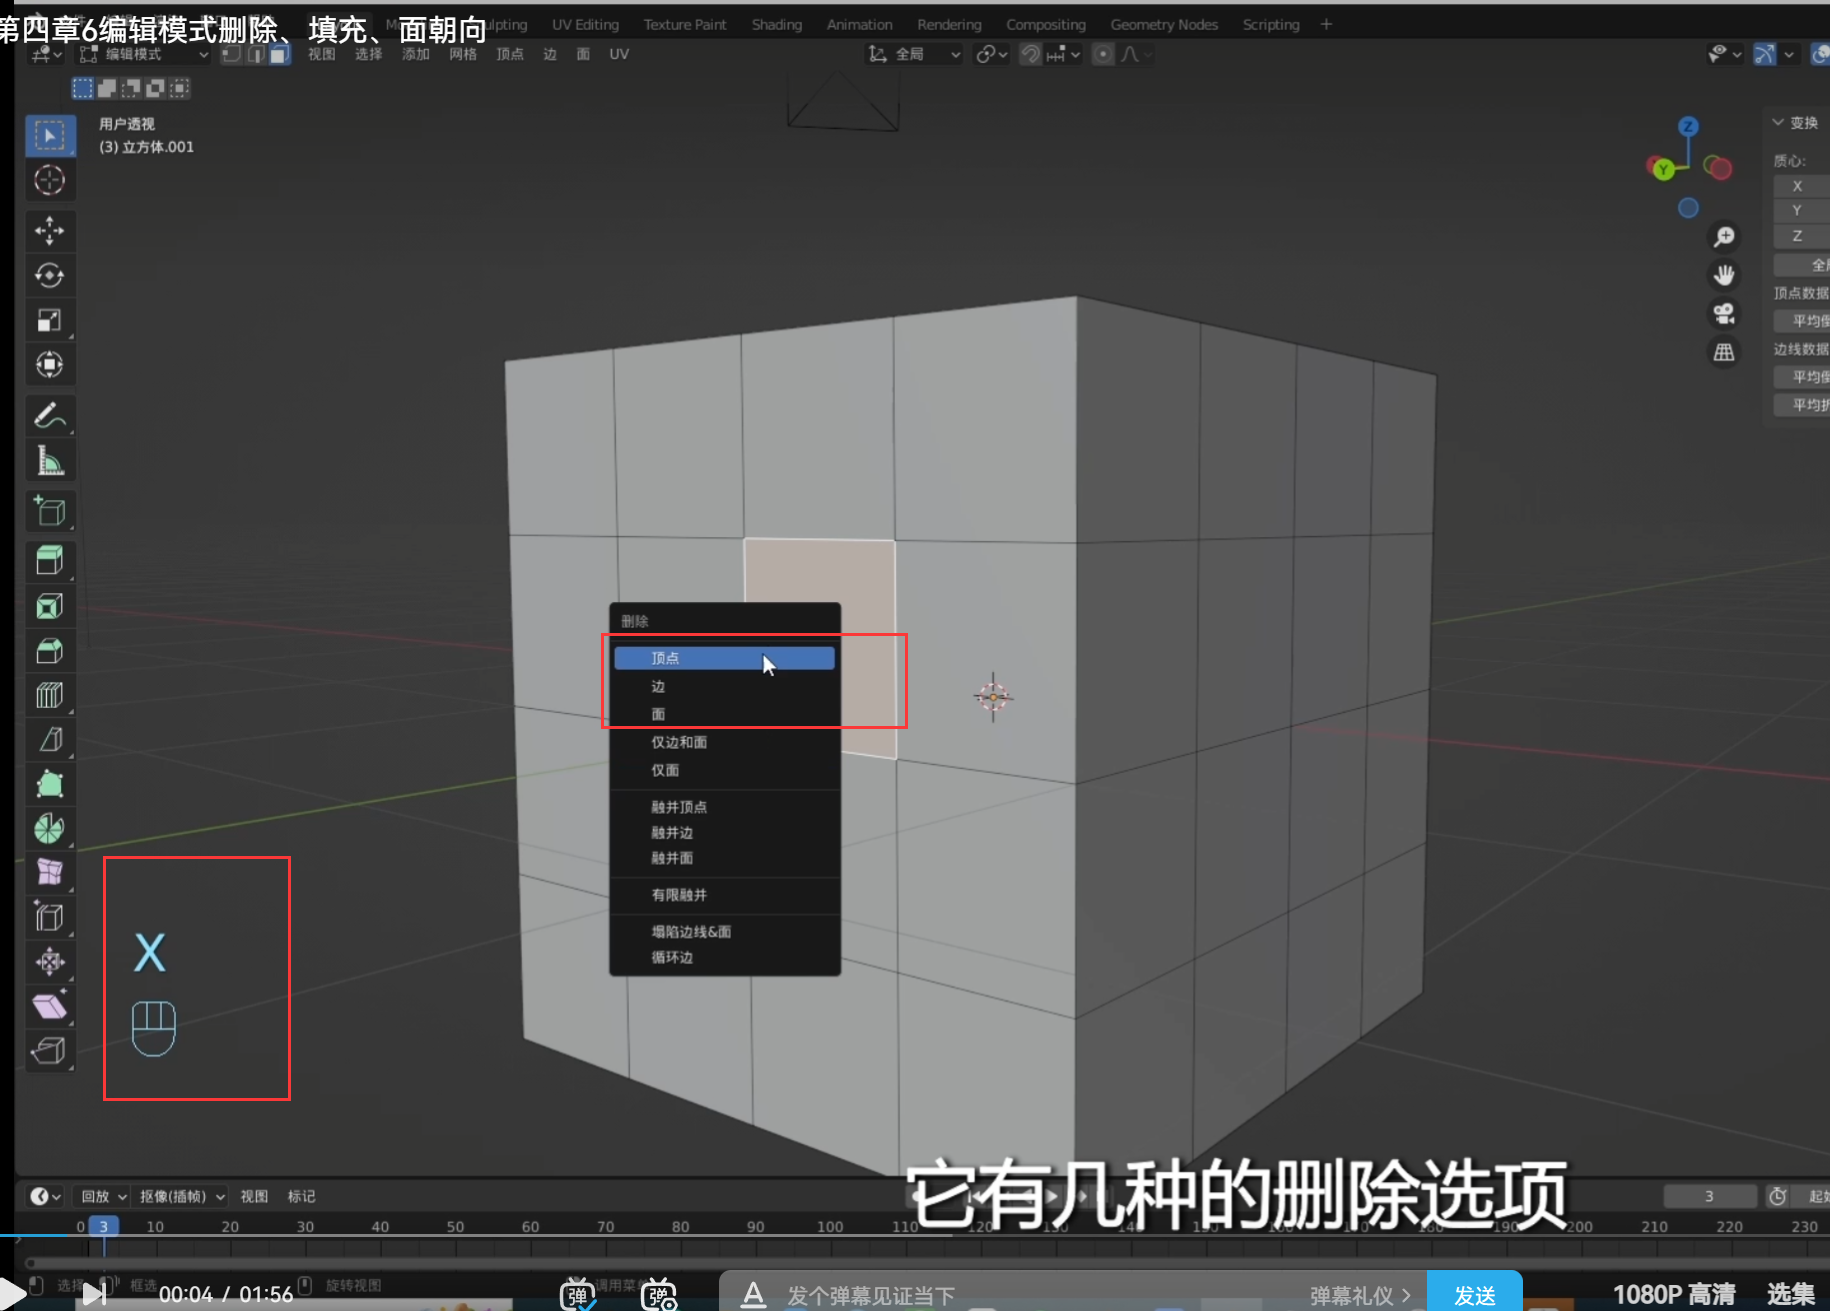 第四章6编辑模式删除、填充、面朝向
UV Editing Texture Paint Shading Animation Rendering Compositing Geometry Nodes Scripting +
编辑模式 视图 选择 添加 网格 顶点 边 面 UV 全局
用户透视
(3) 立方体.001
Z
Y
变换
质心:
X
Y
Z
顶点数据
边线数据
删除
顶点
边
面
仅边和面
仅面
融并顶点
融并边
融并面
有限融并
塌陷边线&面
循环边
X
它有几种的删除选项
回放 抠像(插帧) 视图 标记 3
0 3 10 20 30 40 50 60 70 80 90 100 110 120 130 140 190 200 210 220 230
选择 框选 00:04 / 01:56 旋转视图 弹 弹 发个弹幕见证当下 弹幕礼仪 > 发送 1080P 高清 选集